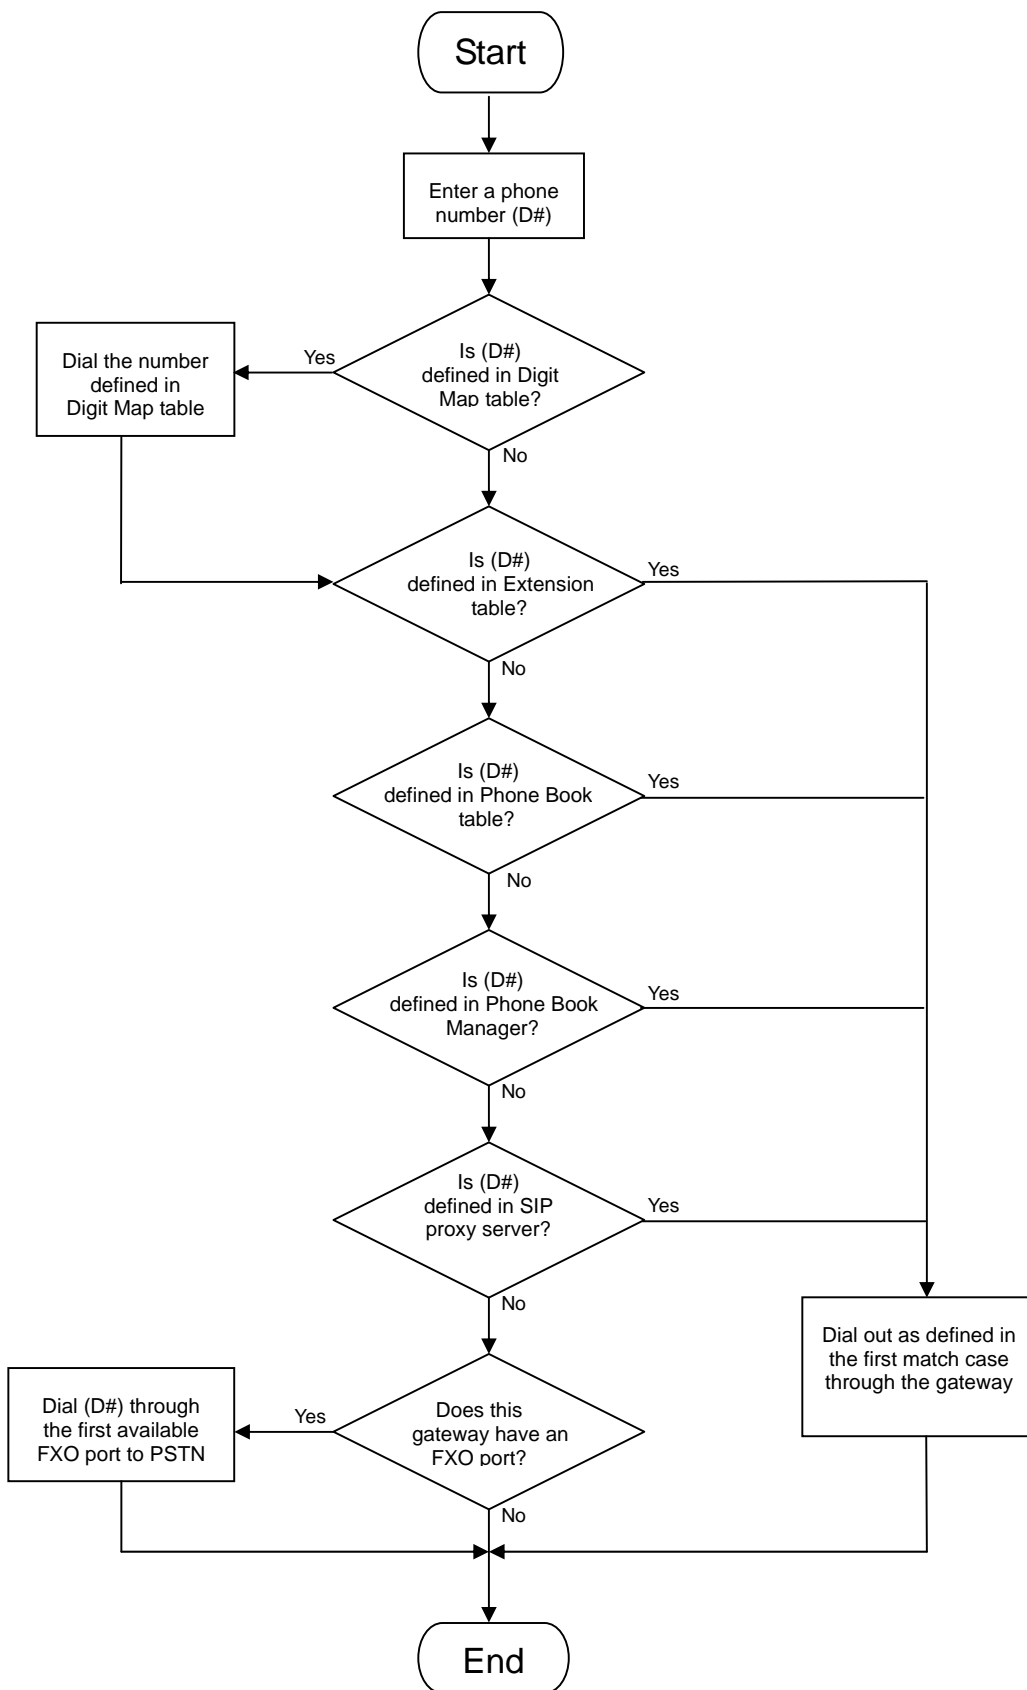 Start
Enter a phone
number (D#)
Is (D#)
defined in Digit
Map table?
Yes
Dial the number
defined in
Digit Map table
No
Is (D#)
defined in Extension
table?
Yes
No
Is (D#)
defined in Phone Book
table?
Yes
No
Is (D#)
defined in Phone Book
Manager?
Yes
No
Is (D#)
defined in SIP
proxy server?
Yes
No
Dial out as defined in
the first match case
through the gateway
Does this
gateway have an
FXO port?
Yes
Dial (D#) through
the first available
FXO port to PSTN
No
End